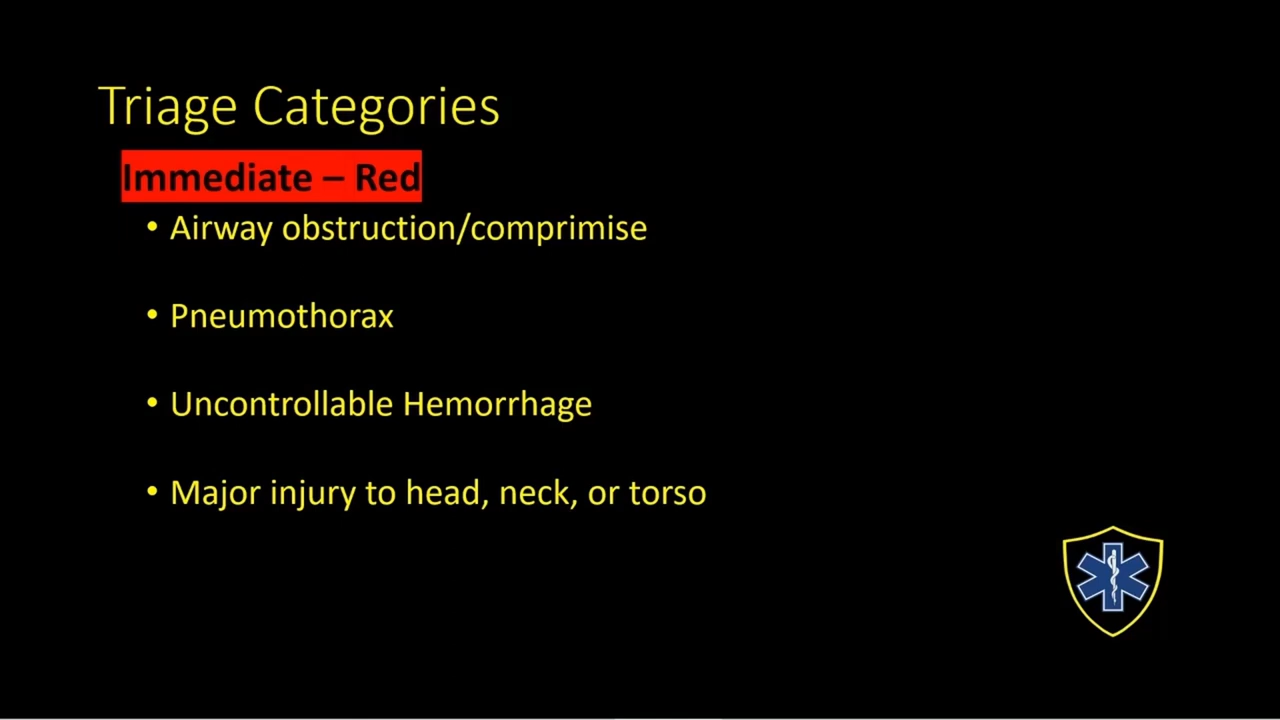 Triage Categories
Immediate – Red
• Airway obstruction/comprimise
• Pneumothorax
• Uncontrollable Hemorrhage
• Major injury to head, neck, or torso